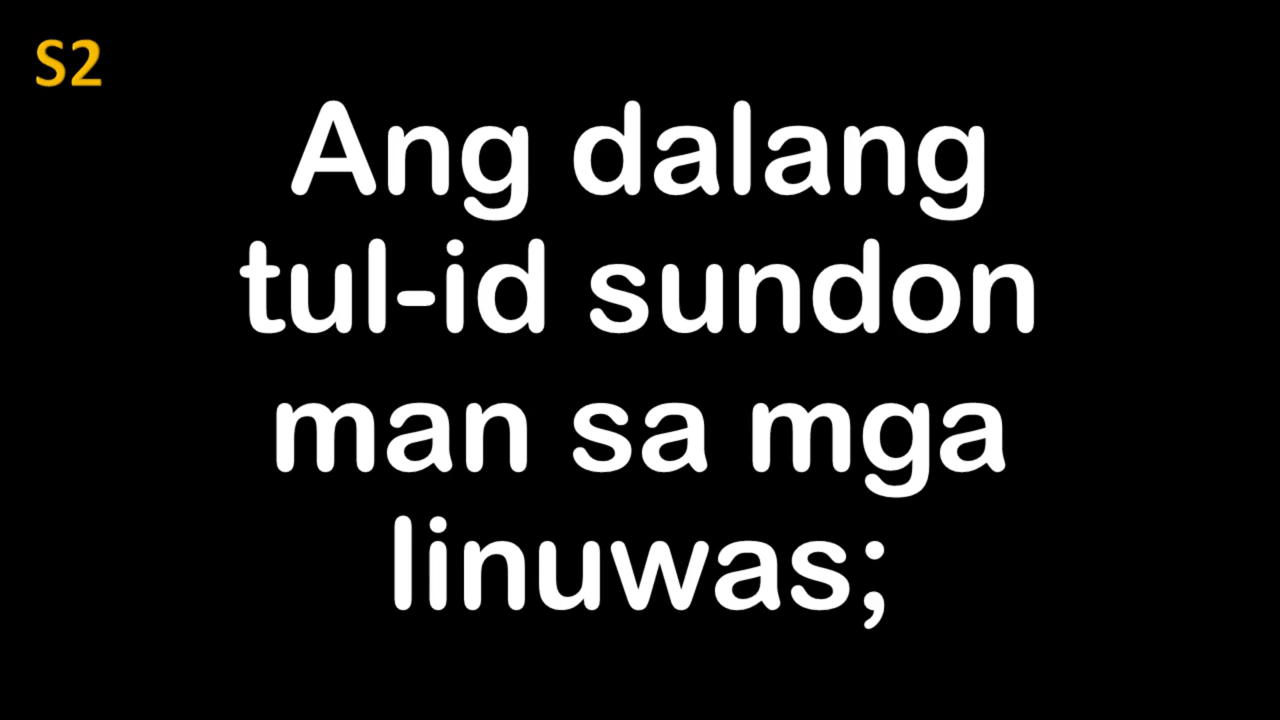 S2
Ang dalang
tul-id sundon
man sa mga
linuwas;